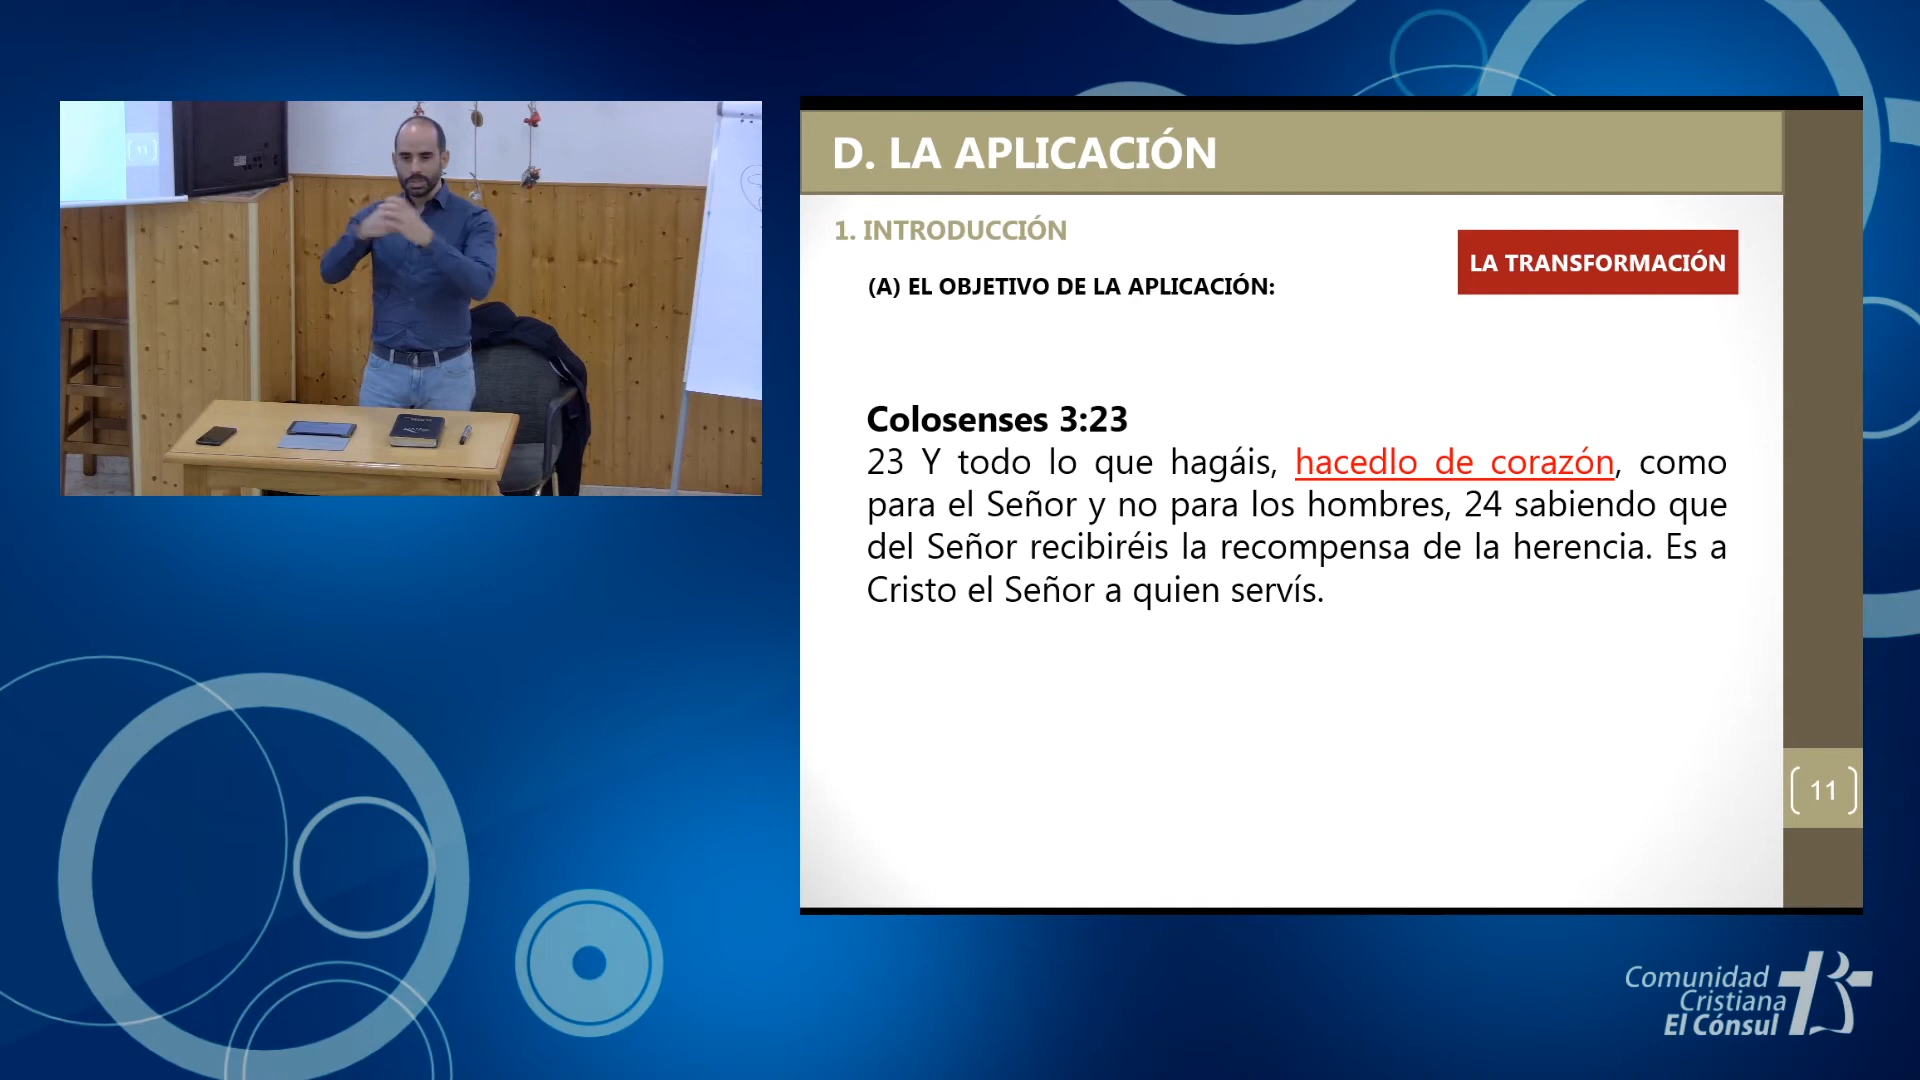 D. LA APLICACIÓN
1. INTRODUCCIÓN
LA TRANSFORMACIÓN
(A) EL OBJETIVO DE LA APLICACIÓN:
Colosenses 3:23
23 Y todo lo que hagáis, hacedlo de corazón, como
para el Señor y no para los hombres, 24 sabiendo que
del Señor recibiréis la recompensa de la herencia. Es a
Cristo el Señor a quien servís.
11
Comunidad
Cristiana
El Cónsul